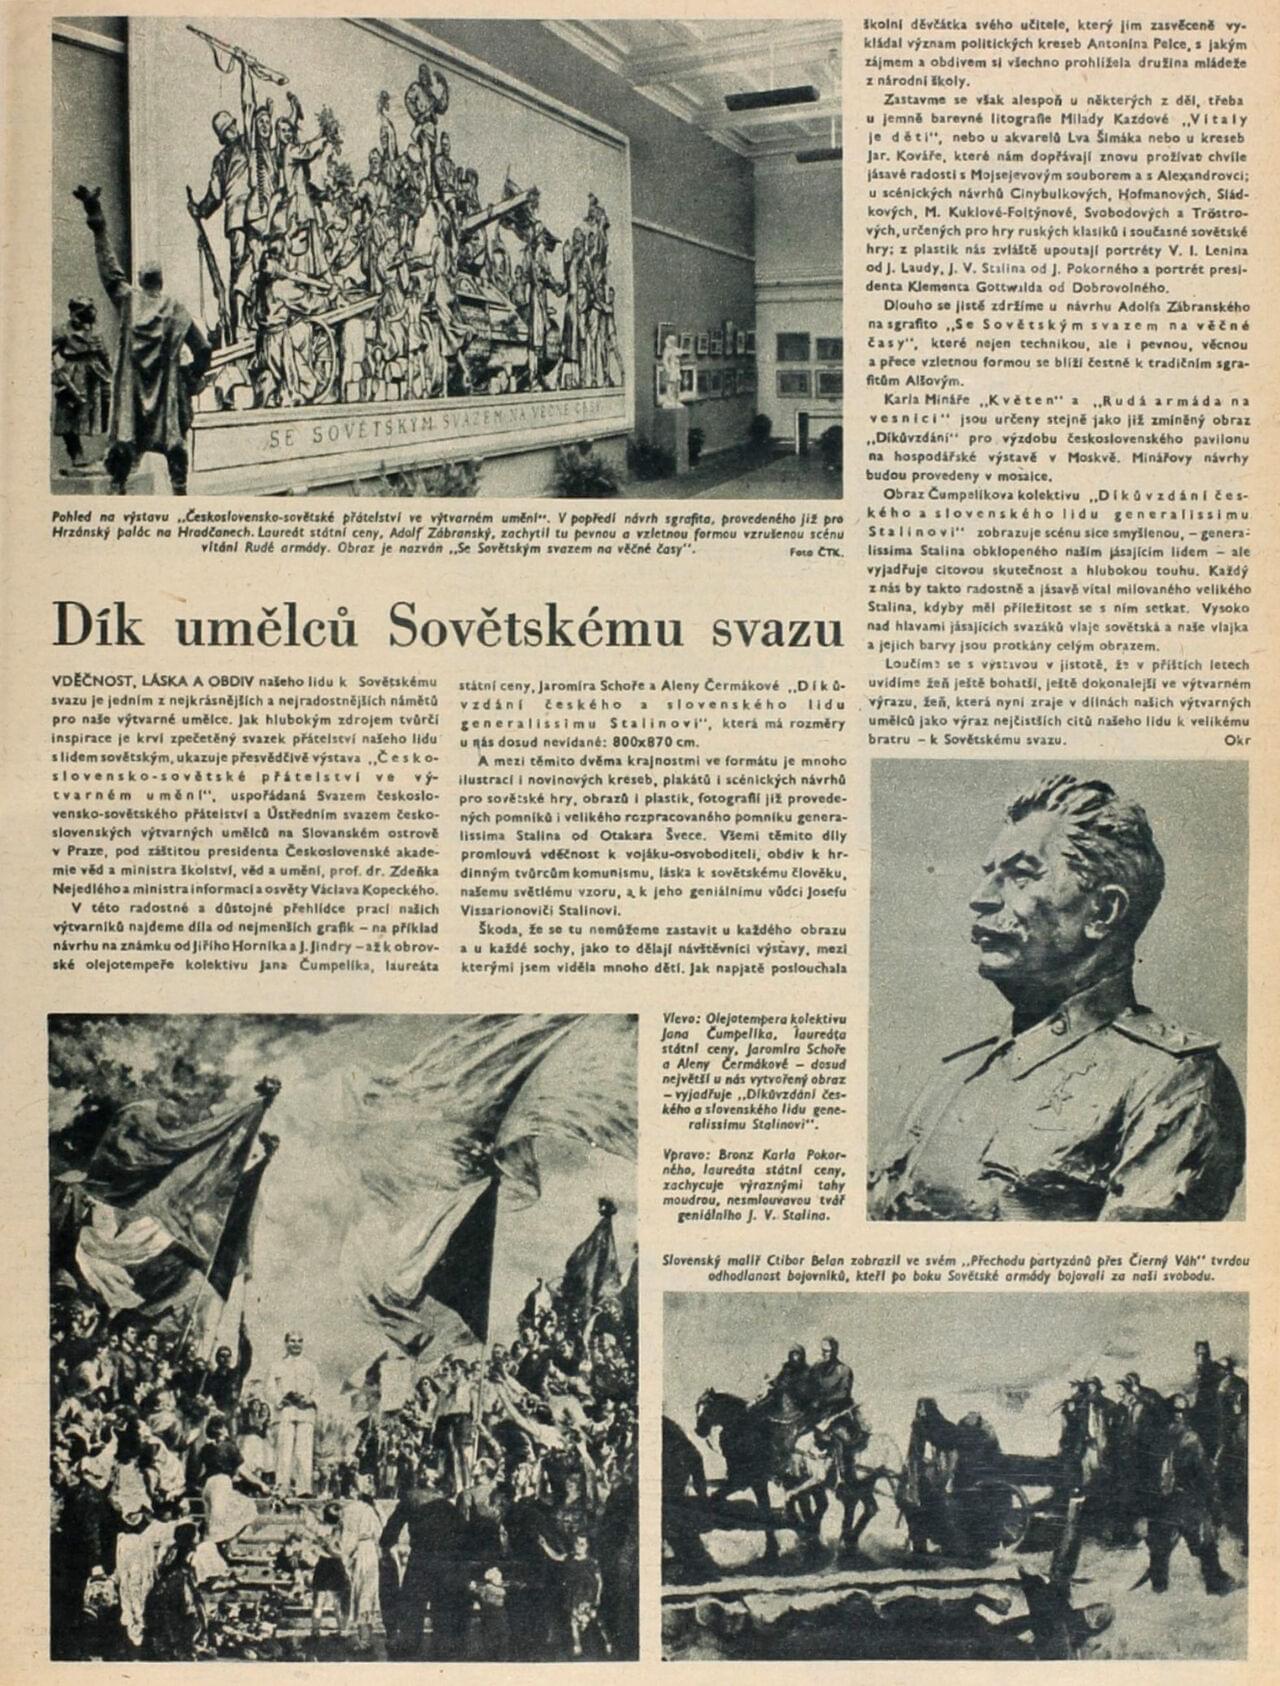 SE SOVĚTSKÝM SVAZEM NA VĚČNÉ ČASY
Pohled na výstavu „Československo-sovětské přátelství ve výtvarném umění". V popředí návrh sgrafita, provedeného již pro
Hrzánský palác na Hradčanech. Laureát státní ceny, Adolf Zábranský, zachytil tu pevnou a vzletnou formou vzrušenou scénu
vítání Rudé armády. Obraz je nazván „Se Sovětským svazem na věčné časy".
Foto ČTK.
Dík umělců Sovětskému svazu
VDĚČNOST, LÁSKA A OBDIV našeho lidu k Sovětskému
svazu je jedním z nejkrásnějších a nejradostnějších námětů
pro naše výtvarné umělce. Jak hlubokým zdrojem tvůrčí
inspirace je krví zpečetěný svazek přátelství našeho lidu
s lidem sovětským, ukazuje přesvědčivě výstava „Česko-
slovensko-sovětské přátelství ve vý-
tvarném umění", uspořádaná Svazem českoslo-
vensko-sovětského přátelství a Ústředním svazem česko-
slovenských výtvarných umělců na Slovanském ostrově
v Praze, pod záštitou presidenta Československé akade-
mie věd a ministra školství, věd a umění, prof. dr. Zdeňka
Nejedlého a ministra informací a osvěty Václava Kopeckého.
V této radostné a důstojné přehlídce prací našich
výtvarníků najdeme díla od nejmenších grafik – na příklad
návrhu na známku od Jiřího Horníka a J. Jindry – až k obrov-
ské olejotempeře kolektivu Jana Čumpelíka, laureáta
státní ceny, Jaromíra Schoře a Aleny Čermákové „Díků-
vzdání českého a slovenského lidu
generalissimu Stalinovi", která má rozměry
u nás dosud nevídané: 800x870 cm.
A mezi těmito dvěma krajnostmi ve formátu je mnoho
ilustrací i novinových kreseb, plakátů i scénických návrhů
pro sovětské hry, obrazů i plastik, fotografií již provede-
ných pomníků i velikého rozpracovaného pomníku genera-
lissima Stalina od Otakara Švece. Všemi těmito díly
promlouvá vděčnost k vojáku-osvoboditeli, obdiv k hr-
dinným tvůrcům komunismu, láska k sovětskému člověku,
našemu světlému vzoru, a k jeho geniálnímu vůdci Josefu
Vissarionoviči Stalinovi.
Škoda, že se tu nemůžeme zastavit u každého obrazu
a u každé sochy, jako to dělají návštěvníci výstavy, mezi
kterými jsem viděla mnoho dětí. Jak napjatě poslouchala
školní děvčátka svého učitele, který jim zasvěceně vy-
kládal význam politických kreseb Antonína Pelce, s jakým
zájmem a obdivem si všechno prohlížela družina mládeže
z národní školy.
Zastavme se však alespoň u některých z děl, třeba
u jemně barevné litografie Milady Kazdové „Vítaly
je děti", nebo u akvarelů Lva Šimáka nebo u kreseb
Jar. Kováře, které nám dopřávají znovu prožívat chvíle
jásavé radosti s Mojsejevovým souborem a s Alexandrovci;
u scénických návrhů Cinybulkových, Hofmanových, Slád-
kových, M. Kuklové-Foltýnové, Svobodových a Tröstro-
vých, určených pro hry ruských klasiků i současné sovětské
hry; z plastik nás zvláště upoutají portréty V. I. Lenina
od J. Laudy, J. V. Stalina od J. Pokorného a portrét presi-
denta Klementa Gottwalda od Dobrovolného.
Dlouho se jistě zdržíme u návrhu Adolfa Zábranského
na sgrafito „Se Sovětským svazem na věčné
časy", které nejen technikou, ale i pevnou, věcnou
a přece vzletnou formou se blíží čestně k tradičním sgra-
fitům Alšovým.
Karla Mináře „Květen" a „Rudá armáda na
vesnici" jsou určeny stejně jako již zmíněný obraz
„Díkůvzdání" pro výzdobu československého pavilonu
na hospodářské výstavě v Moskvě. Minářovy návrhy
budou provedeny v mosaice.
Obraz Čumpelíkova kolektivu „Díkůvzdání čes-
kého a slovenského lidu generalissimu
Stalinovi" zobrazuje scénu sice smyšlenou, – genera-
lissima Stalina obklopeného naším jásajícím lidem – ale
vyjadřuje citovou skutečnost a hlubokou touhu. Každý
z nás by takto radostně a jásavě vítal milovaného velikého
Stalina, kdyby měl příležitost se s ním setkat. Vysoko
nad hlavami jásajících svazáků vlaje sovětská a naše vlajka
a jejich barvy jsou protkány celým obrazem.
Loučíme se s výstavou v jistotě, že v příštích letech
uvidíme žeň ještě bohatší, ještě dokonalejší ve výtvarném
výrazu, žeň, která nyní zraje v dílnách našich výtvarných
umělců jako výraz nejčistších citů našeho lidu k velikému
bratru – k Sovětskému svazu.
Okr
Vlevo: Olejotempera kolektivu
Jana Čumpelíka, laureáta
státní ceny, Jaromíra Schoře
a Aleny Čermákové – dosud
největší u nás vytvořený obraz
– vyjadřuje „Díkůvzdání čes-
kého a slovenského lidu gene-
ralissimu Stalinovi".
Vpravo: Bronz Karla Pokor-
ného, laureáta státní ceny,
zachycuje výraznými tahy
moudrou, nesmlouvavou tvář
geniálního J. V. Stalina.
Slovenský malíř Ctibor Belan zobrazil ve svém „Přechodu partyzánů přes Čierný Váh" tvrdou
odhodlanost bojovníků, kteří po boku Sovětské armády bojovali za naši svobodu.